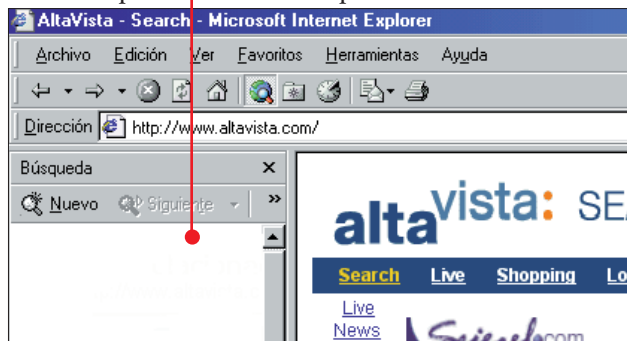 AltaVista - Search - Microsoft Internet Explorer
Archivo Edición Ver Favoritos Herramientas Ayuda
Dirección http://www.altavista.com/
Búsqueda
Nuevo Siguiente
altavista: SE
Search Live Shopping Lo
Live
News